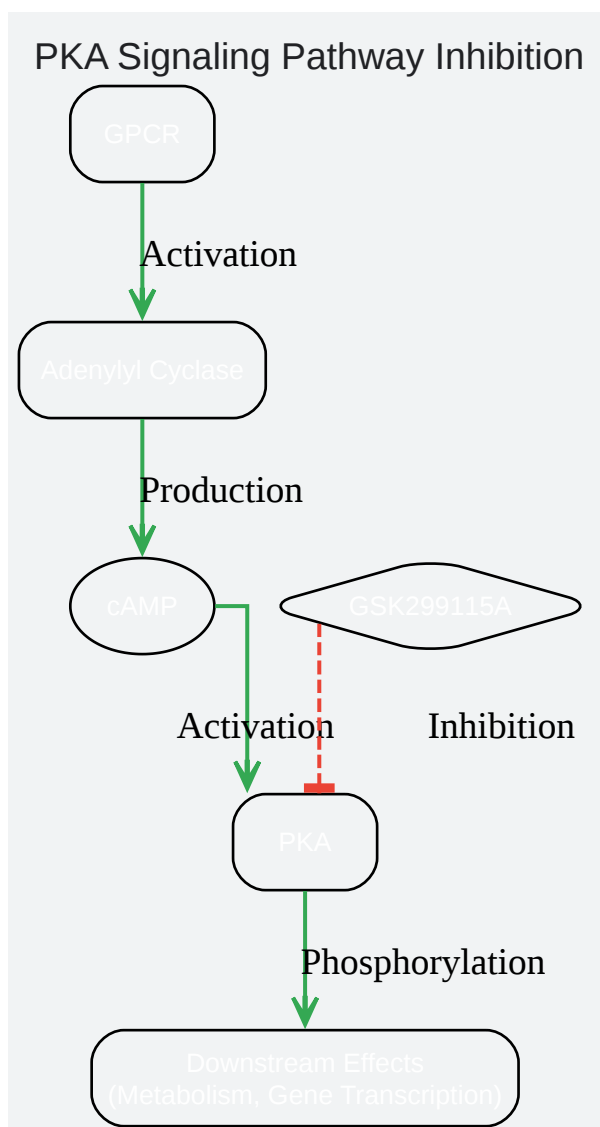 PKA Signaling Pathway Inhibition
GPCR
Activation
Adenylyl Cyclase
Production
cAMP
GSK299115A
Activation
Inhibition
PKA
Phosphorylation
Downstream Effects
(Metabolism, Gene Transcription)